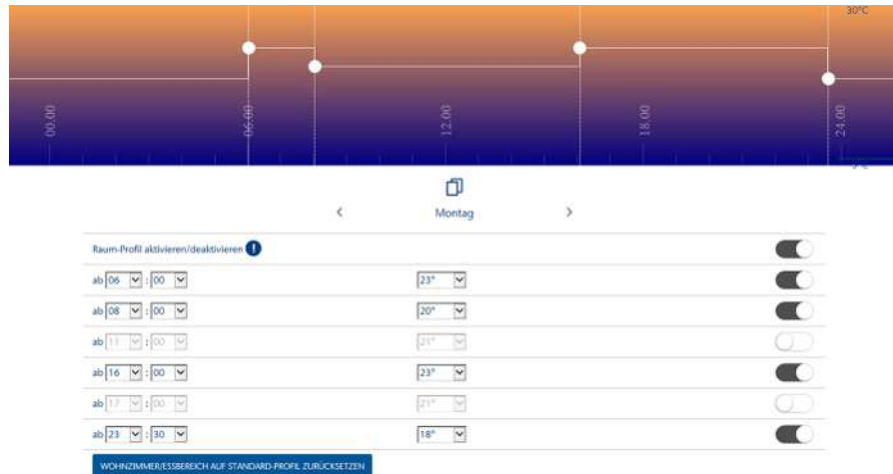 30°C
00.00
06.00
12.00
18.00
24.00
Montag
Raum-Profil aktivieren/deaktivieren !
ab 06 : 00 23°
ab 08 : 00 20°
ab 11 : 00 21°
ab 16 : 00 23°
ab 17 : 00 21°
ab 23 : 30 18°
WOHNZIMMER/ESSBEREICH AUF STANDARD-PROFIL ZURÜCKSETZEN